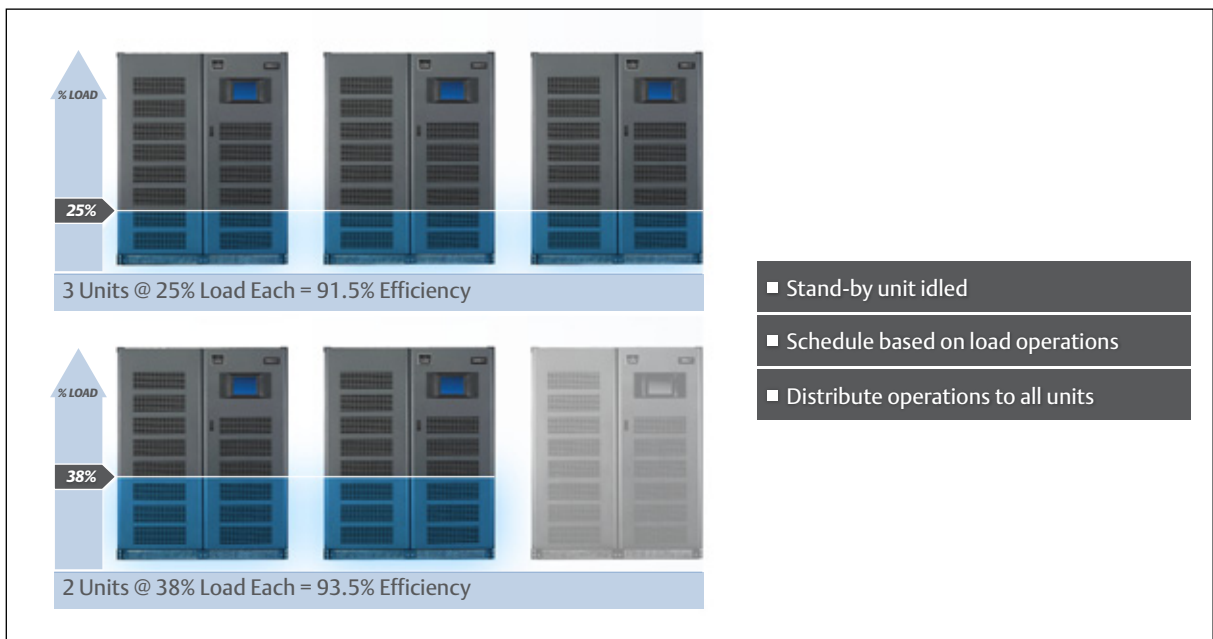 % LOAD
25%
3 Units @ 25% Load Each = 91.5% Efficiency
% LOAD
38%
2 Units @ 38% Load Each = 93.5% Efficiency
Stand-by unit idled
Schedule based on load operations
Distribute operations to all units